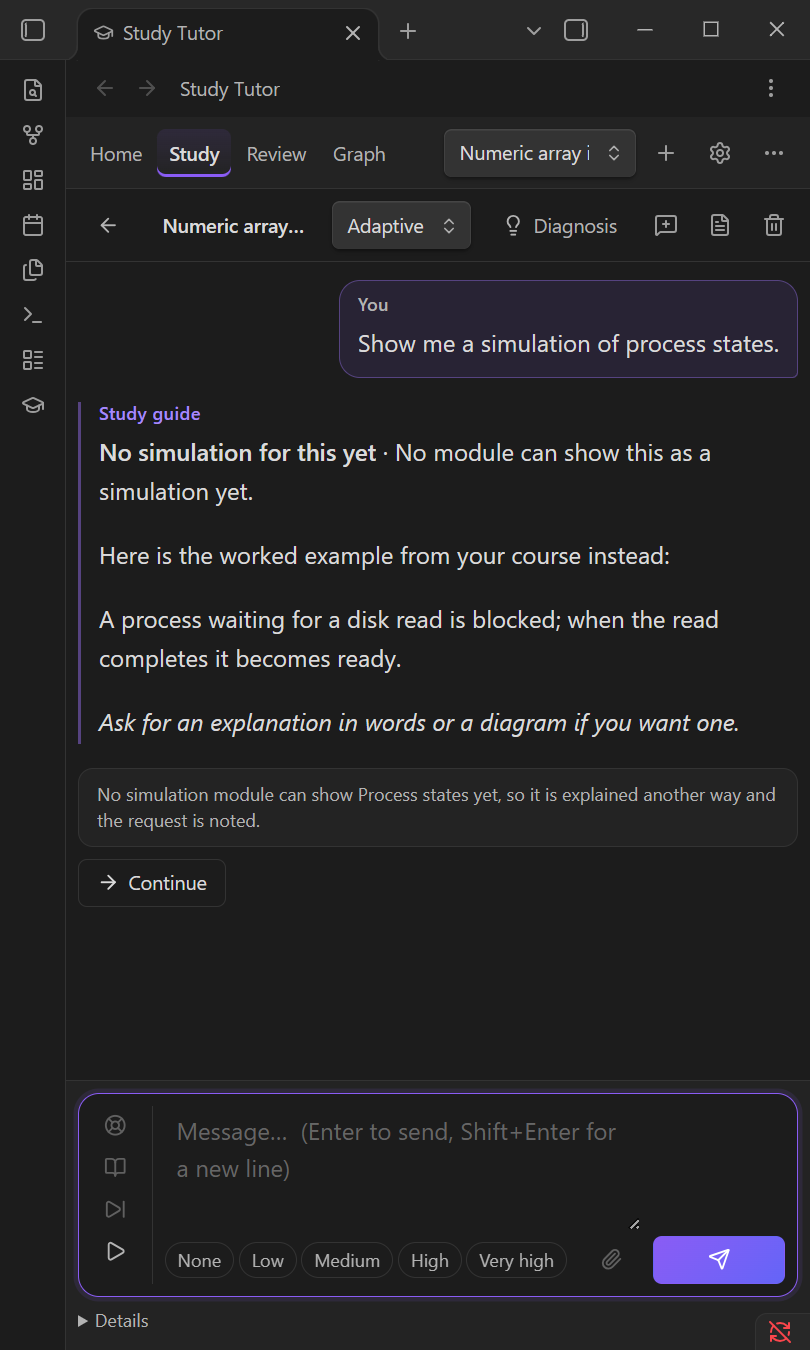 Study Tutor
Study Tutor
Home
Study
Review
Graph
Numeric array i
Numeric array...
Adaptive
Diagnosis
You
Show me a simulation of process states.
Study guide
No simulation for this yet · No module can show this as a
simulation yet.
Here is the worked example from your course instead:
A process waiting for a disk read is blocked; when the read
completes it becomes ready.
Ask for an explanation in words or a diagram if you want one.
No simulation module can show Process states yet, so it is explained another way and
the request is noted.
Continue
Message... (Enter to send, Shift+Enter for
a new line)
None
Low
Medium
High
Very high
Details